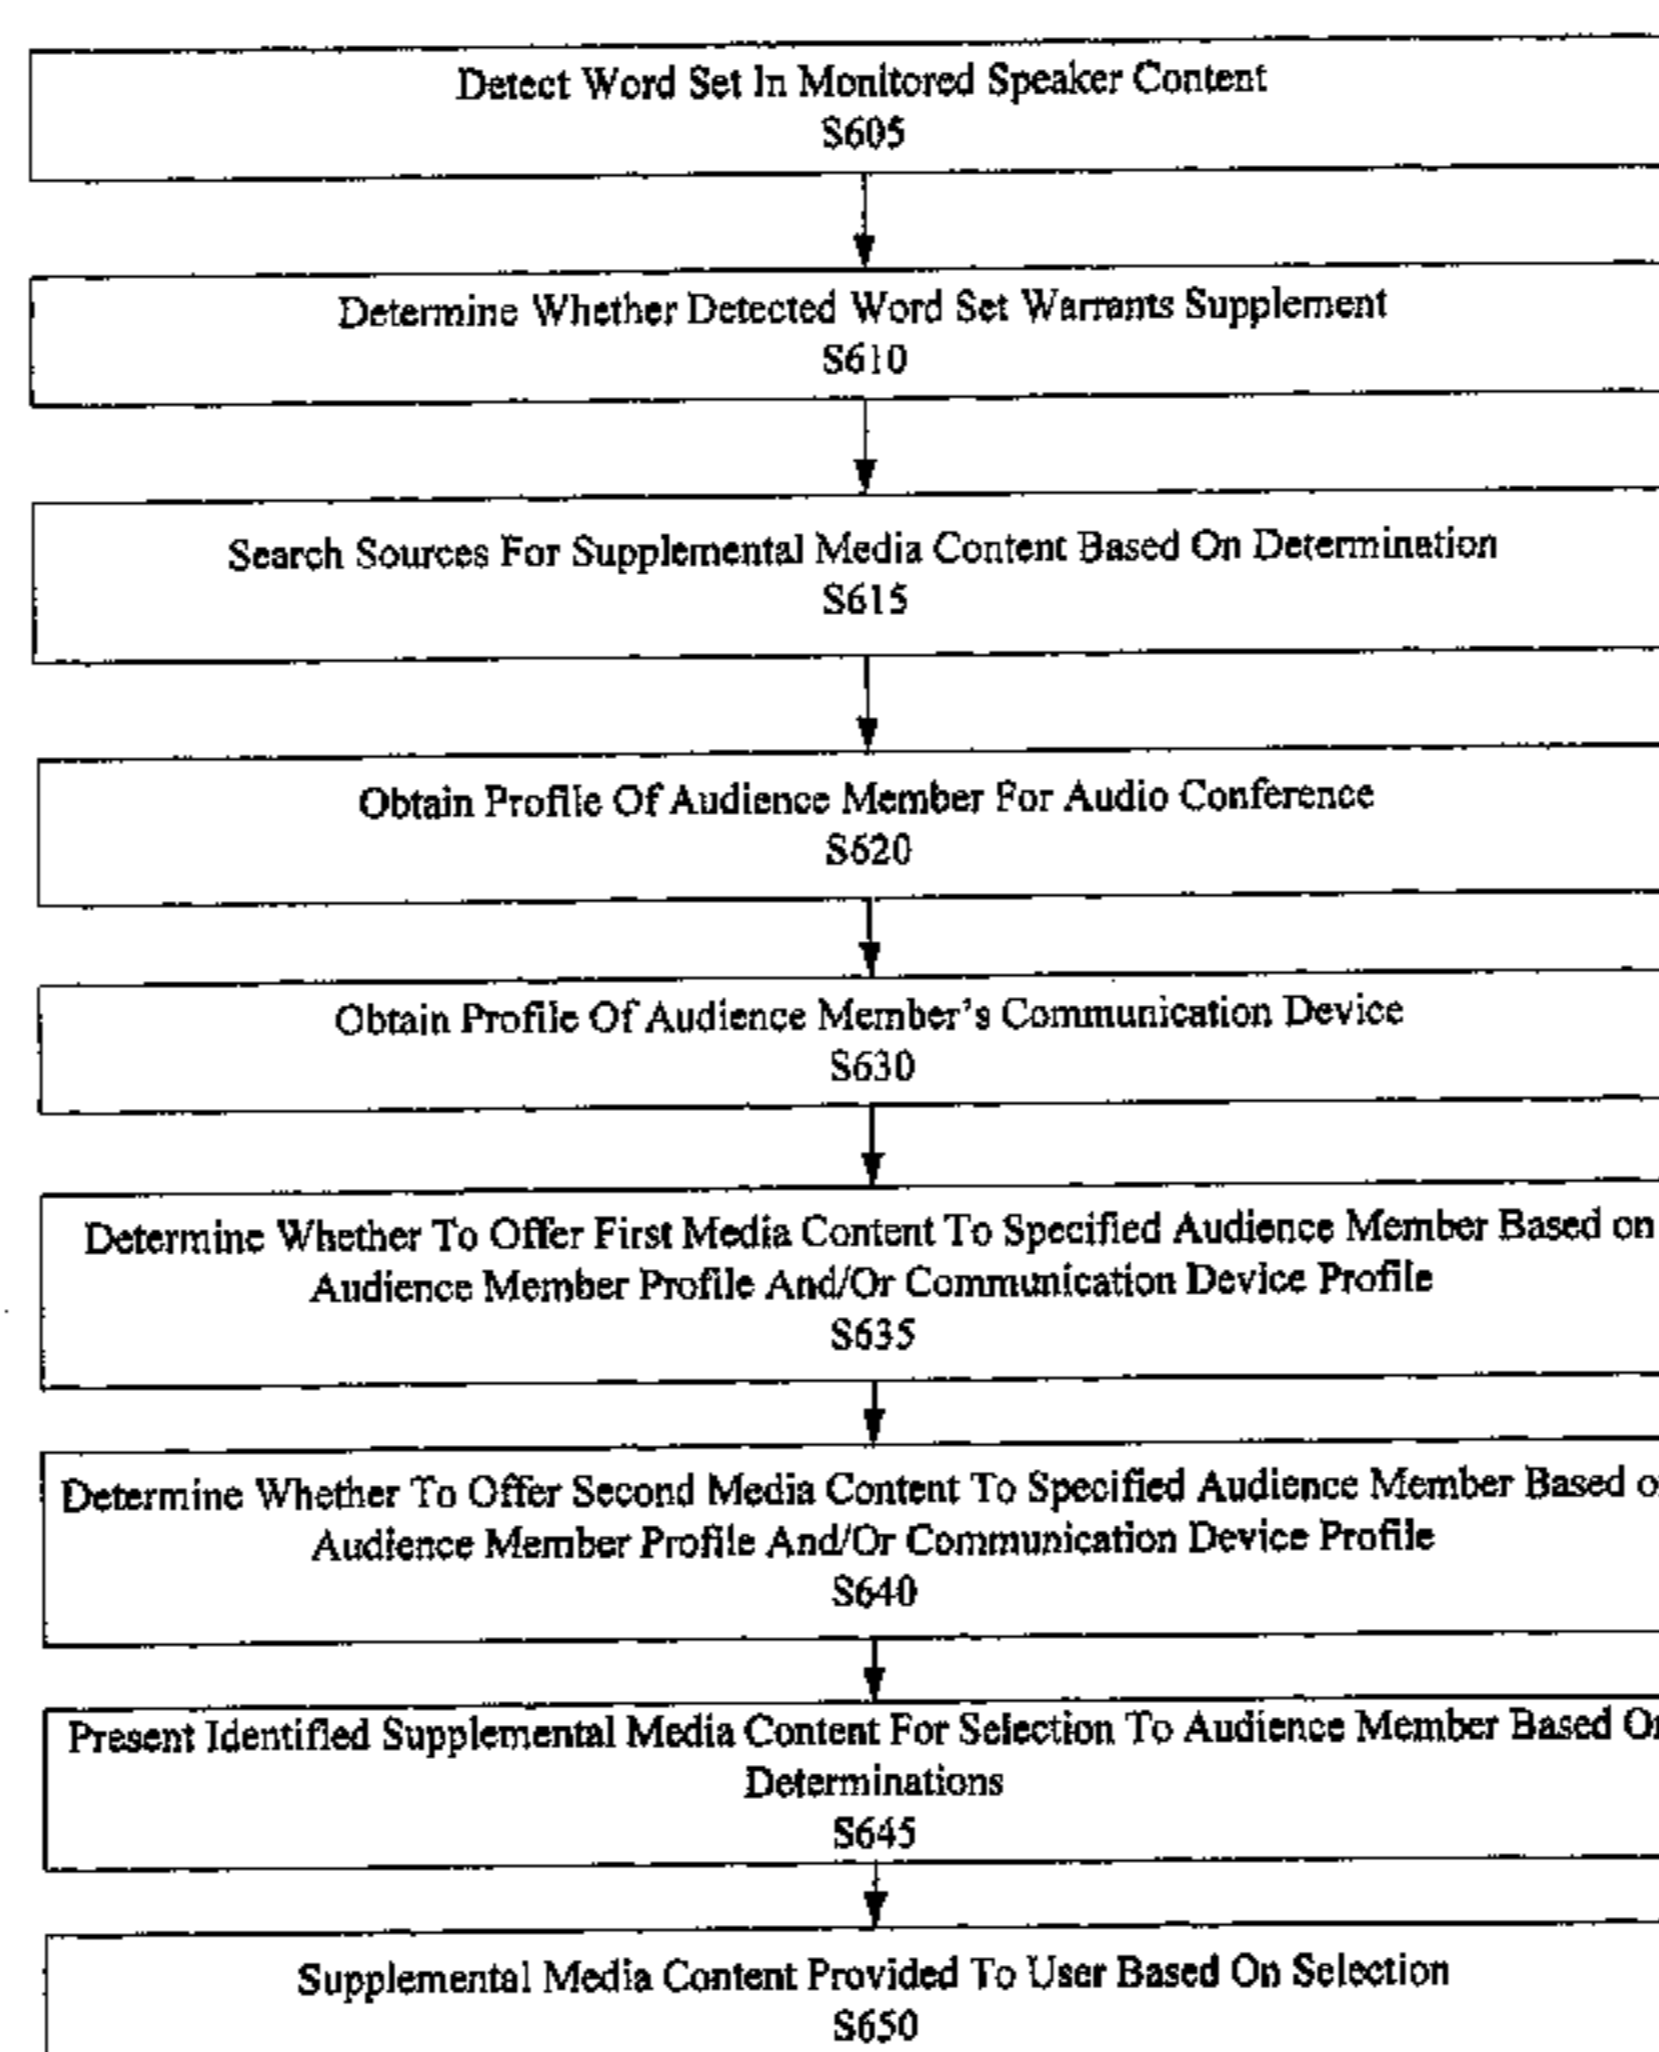 Detect Word Set In Monitored Speaker Content
S605
Determine Whether Detected Word Set Warrants Supplement
S610
Search Sources For Supplemental Media Content Based On Determination
S615
Obtain Profile Of Audience Member For Audio Conference
S620
Obtain Profile Of Audience Member's Communication Device
S630
Determine Whether To Offer First Media Content To Specified Audience Member Based on
Audience Member Profile And/Or Communication Device Profile
S635
Determine Whether To Offer Second Media Content To Specified Audience Member Based
Audience Member Profile And/Or Communication Device Profile
S640
Present Identified Supplemental Media Content For Selection To Audience Member Based
Determinations
S645
Supplemental Media Content Provided To User Based On Selection
S650